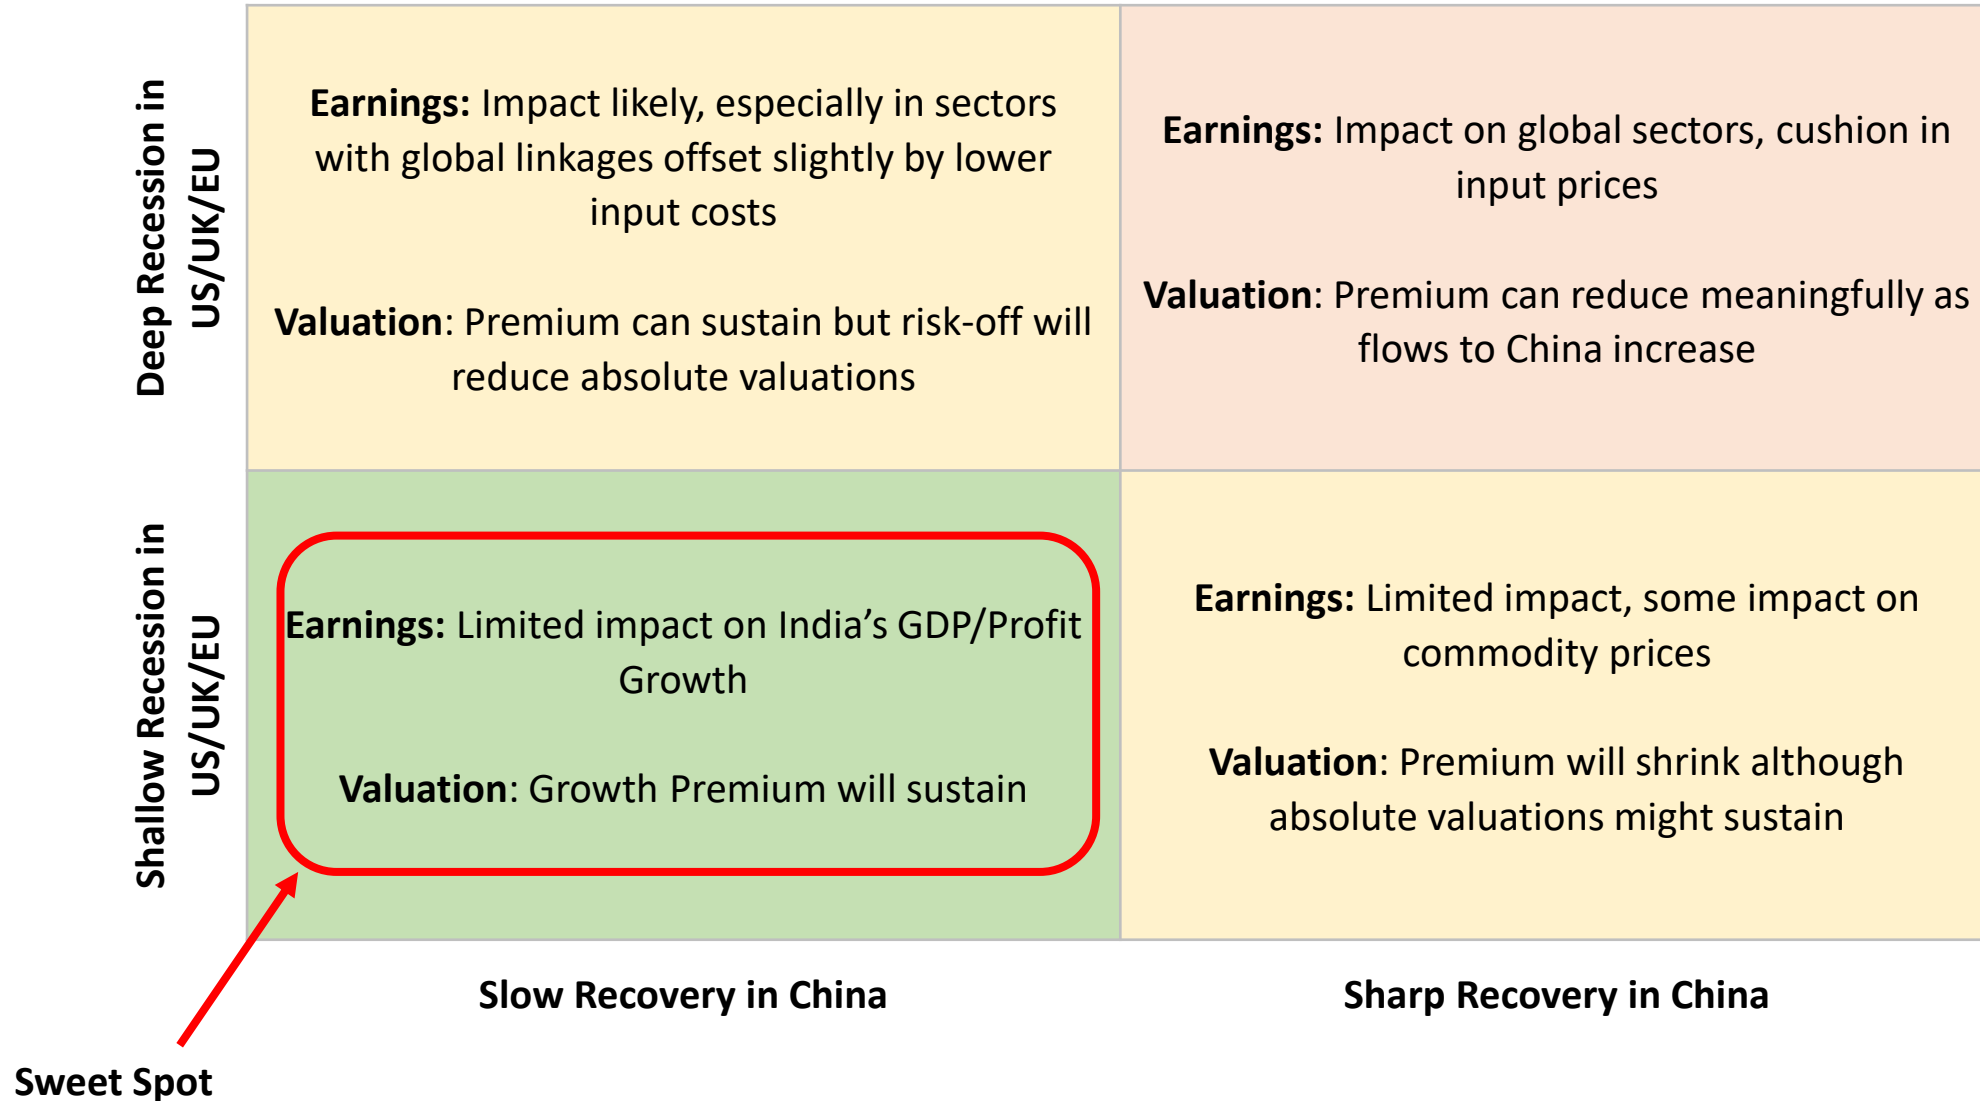 Deep Recession in
US/UK/EU
Earnings: Impact likely, especially in sectors
with global linkages offset slightly by lower
input costs
Valuation: Premium can sustain but risk-off will
reduce absolute valuations
Earnings: Impact on global sectors, cushion in
input prices
Valuation: Premium can reduce meaningfully as
flows to China increase
Shallow Recession in
US/UK/EU
Earnings: Limited impact on India’s GDP/Profit
Growth
Valuation: Growth Premium will sustain
Earnings: Limited impact, some impact on
commodity prices
Valuation: Premium will shrink although
absolute valuations might sustain
Slow Recovery in China
Sharp Recovery in China
Sweet Spot